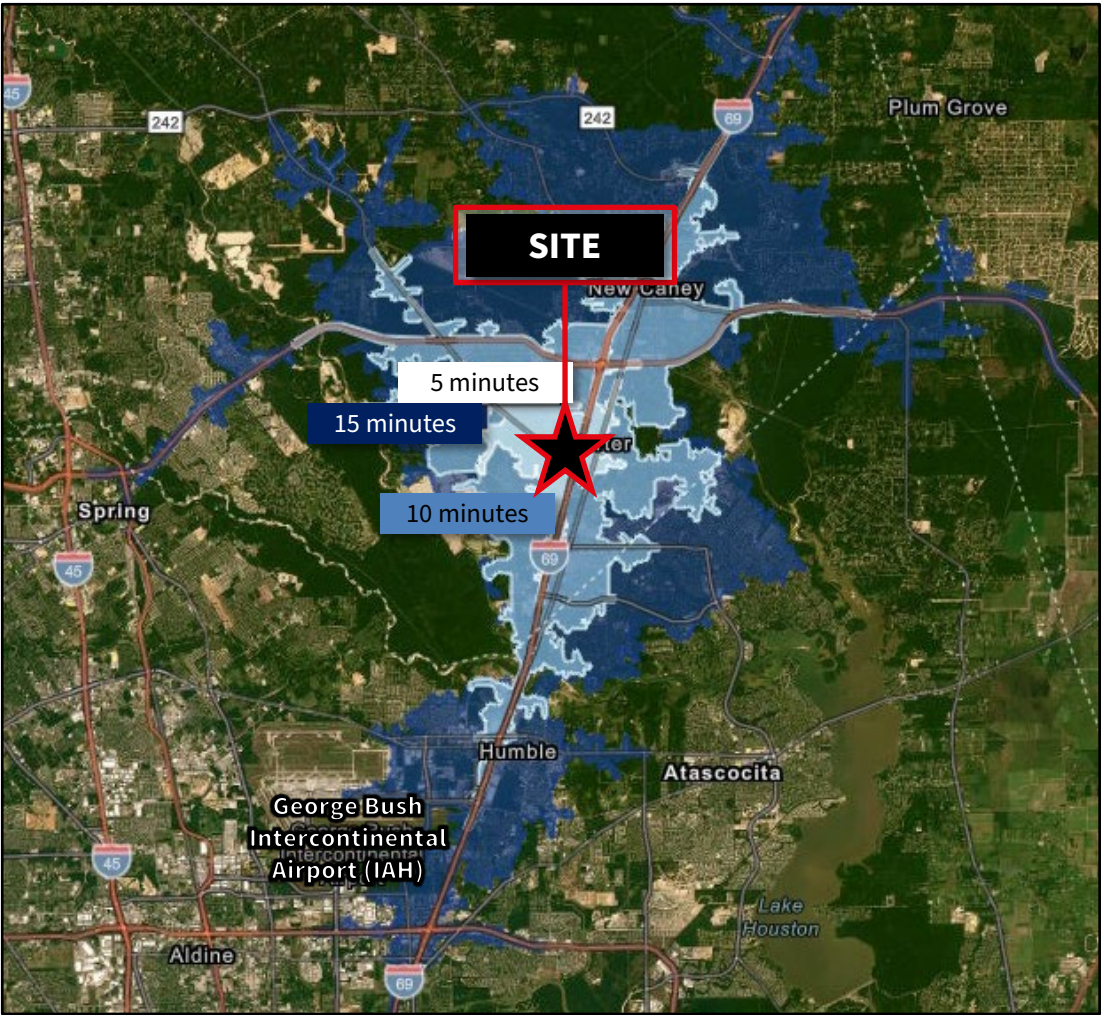 45
242
242
69
Plum Grove
SITE
New Caney
5 minutes
15 minutes
10 minutes
Spring
69
45
Humble
Atascocita
George Bush
Intercontinental
Airport (IAH)
45
Lake
Houston
Aldine
69